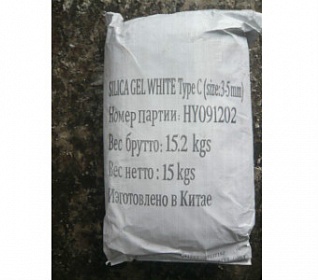 SILICA GEL WHITE Type C (size:3-5 mm)
Номер партии: HY091202
Вес брутто: 15.2 kgs
Вес нетто : 15 kgs
Изготовлено в Китае